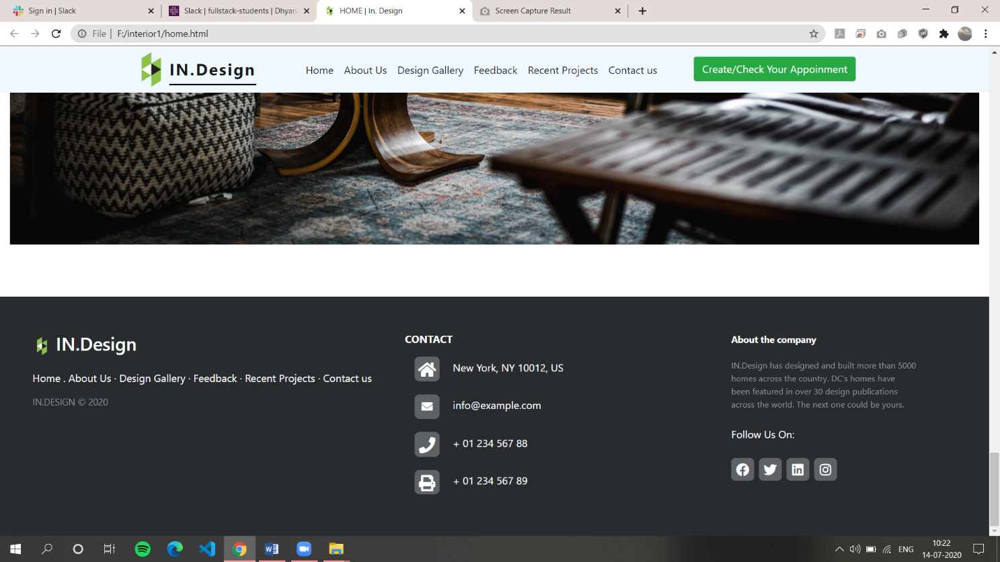 Sign in | Slack
Slack | fullstack-students | Dhyan
HOME | In. Design
Screen Capture Result
File | F:/interior1/home.html
IN.Design
Home About Us Design Gallery Feedback Recent Projects Contact us
Create/Check Your Appoinment
IN.Design
Home . About Us · Design Gallery · Feedback · Recent Projects · Contact us
IN.DESIGN © 2020
CONTACT
New York, NY 10012, US
info@example.com
+ 01 234 567 88
+ 01 234 567 89
About the company
IN.Design has designed and built more than 5000
homes across the country. DC's homes have
been featured in over 30 design publications
across the world. The next one could be yours.
Follow Us On:
ENG
10:22
14-07-2020